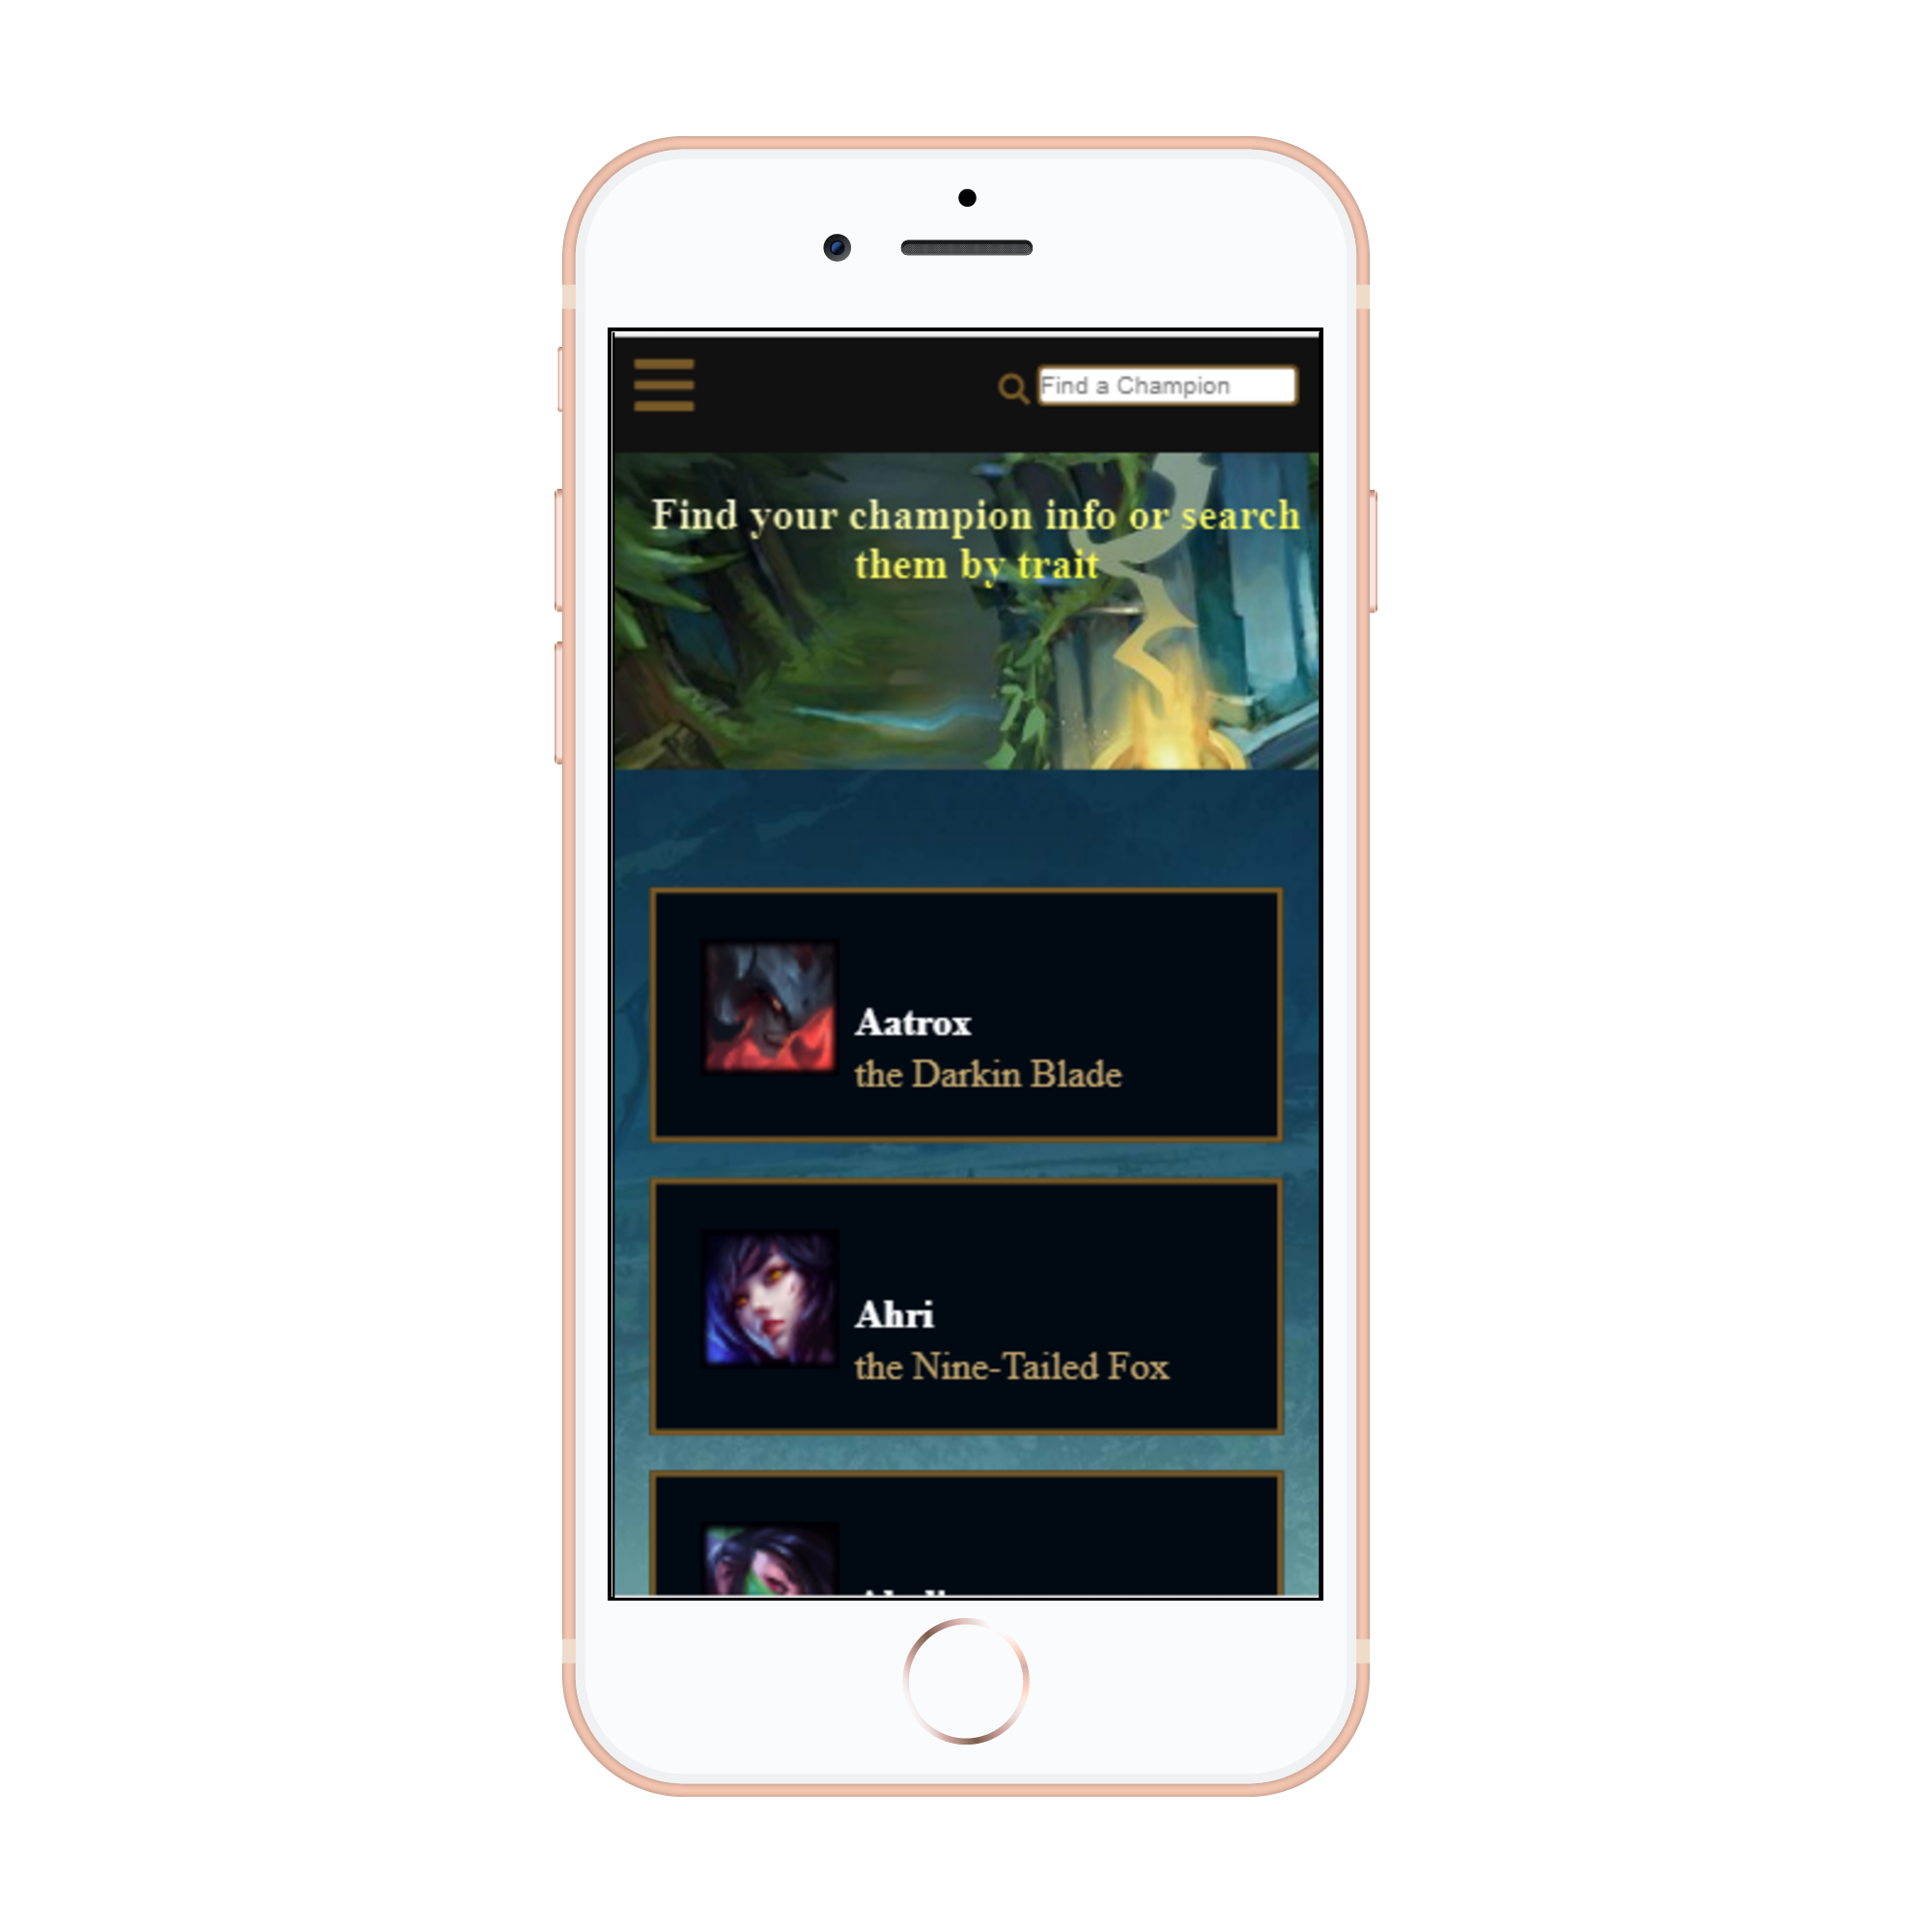 Find a Champion
Find your champion info or search
them by trait
Aatrox
the Darkin Blade
Ahri
the Nine-Tailed Fox